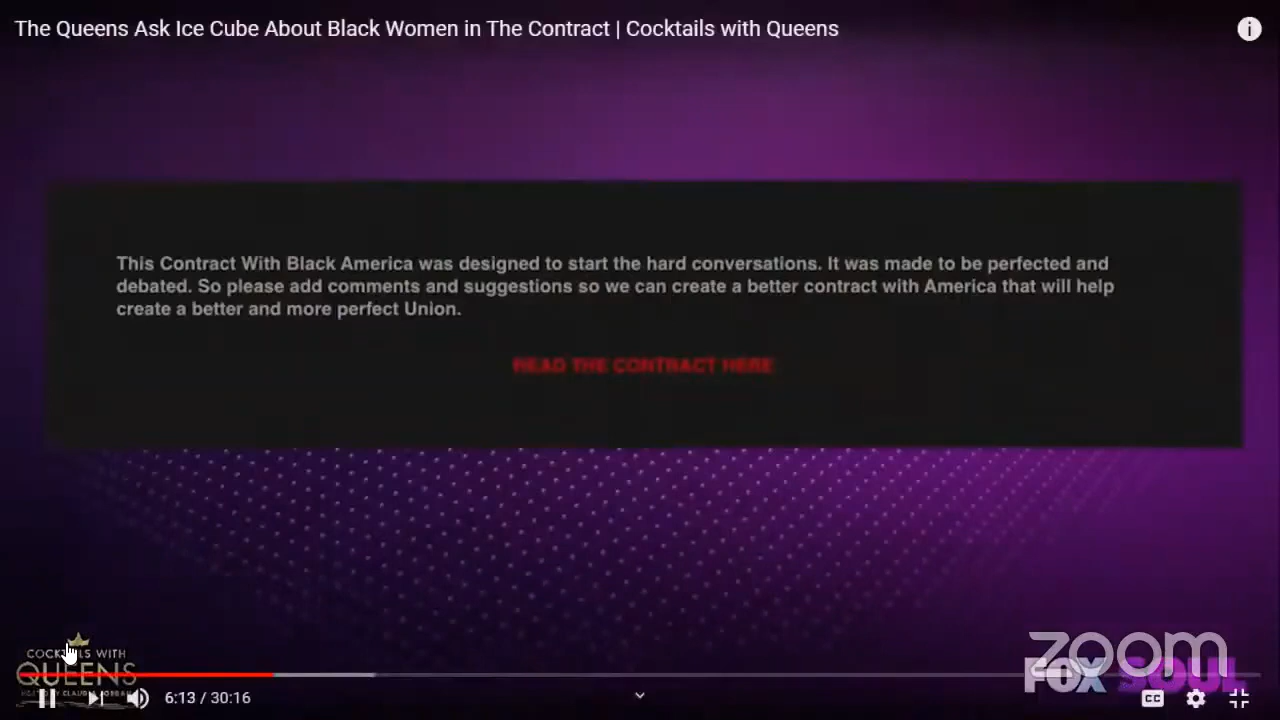 The Queens Ask Ice Cube About Black Women in The Contract | Cocktails with Queens
This Contract With Black America was designed to start the hard conversations. It was made to be perfected and
debated. So please add comments and suggestions so we can create a better contract with America that will help
create a better and more perfect Union.
READ THE CONTRACT HERE
COCKTAILS WITH
QUEENS
zoom
FOX SOUL
6:13 / 30:16
CC